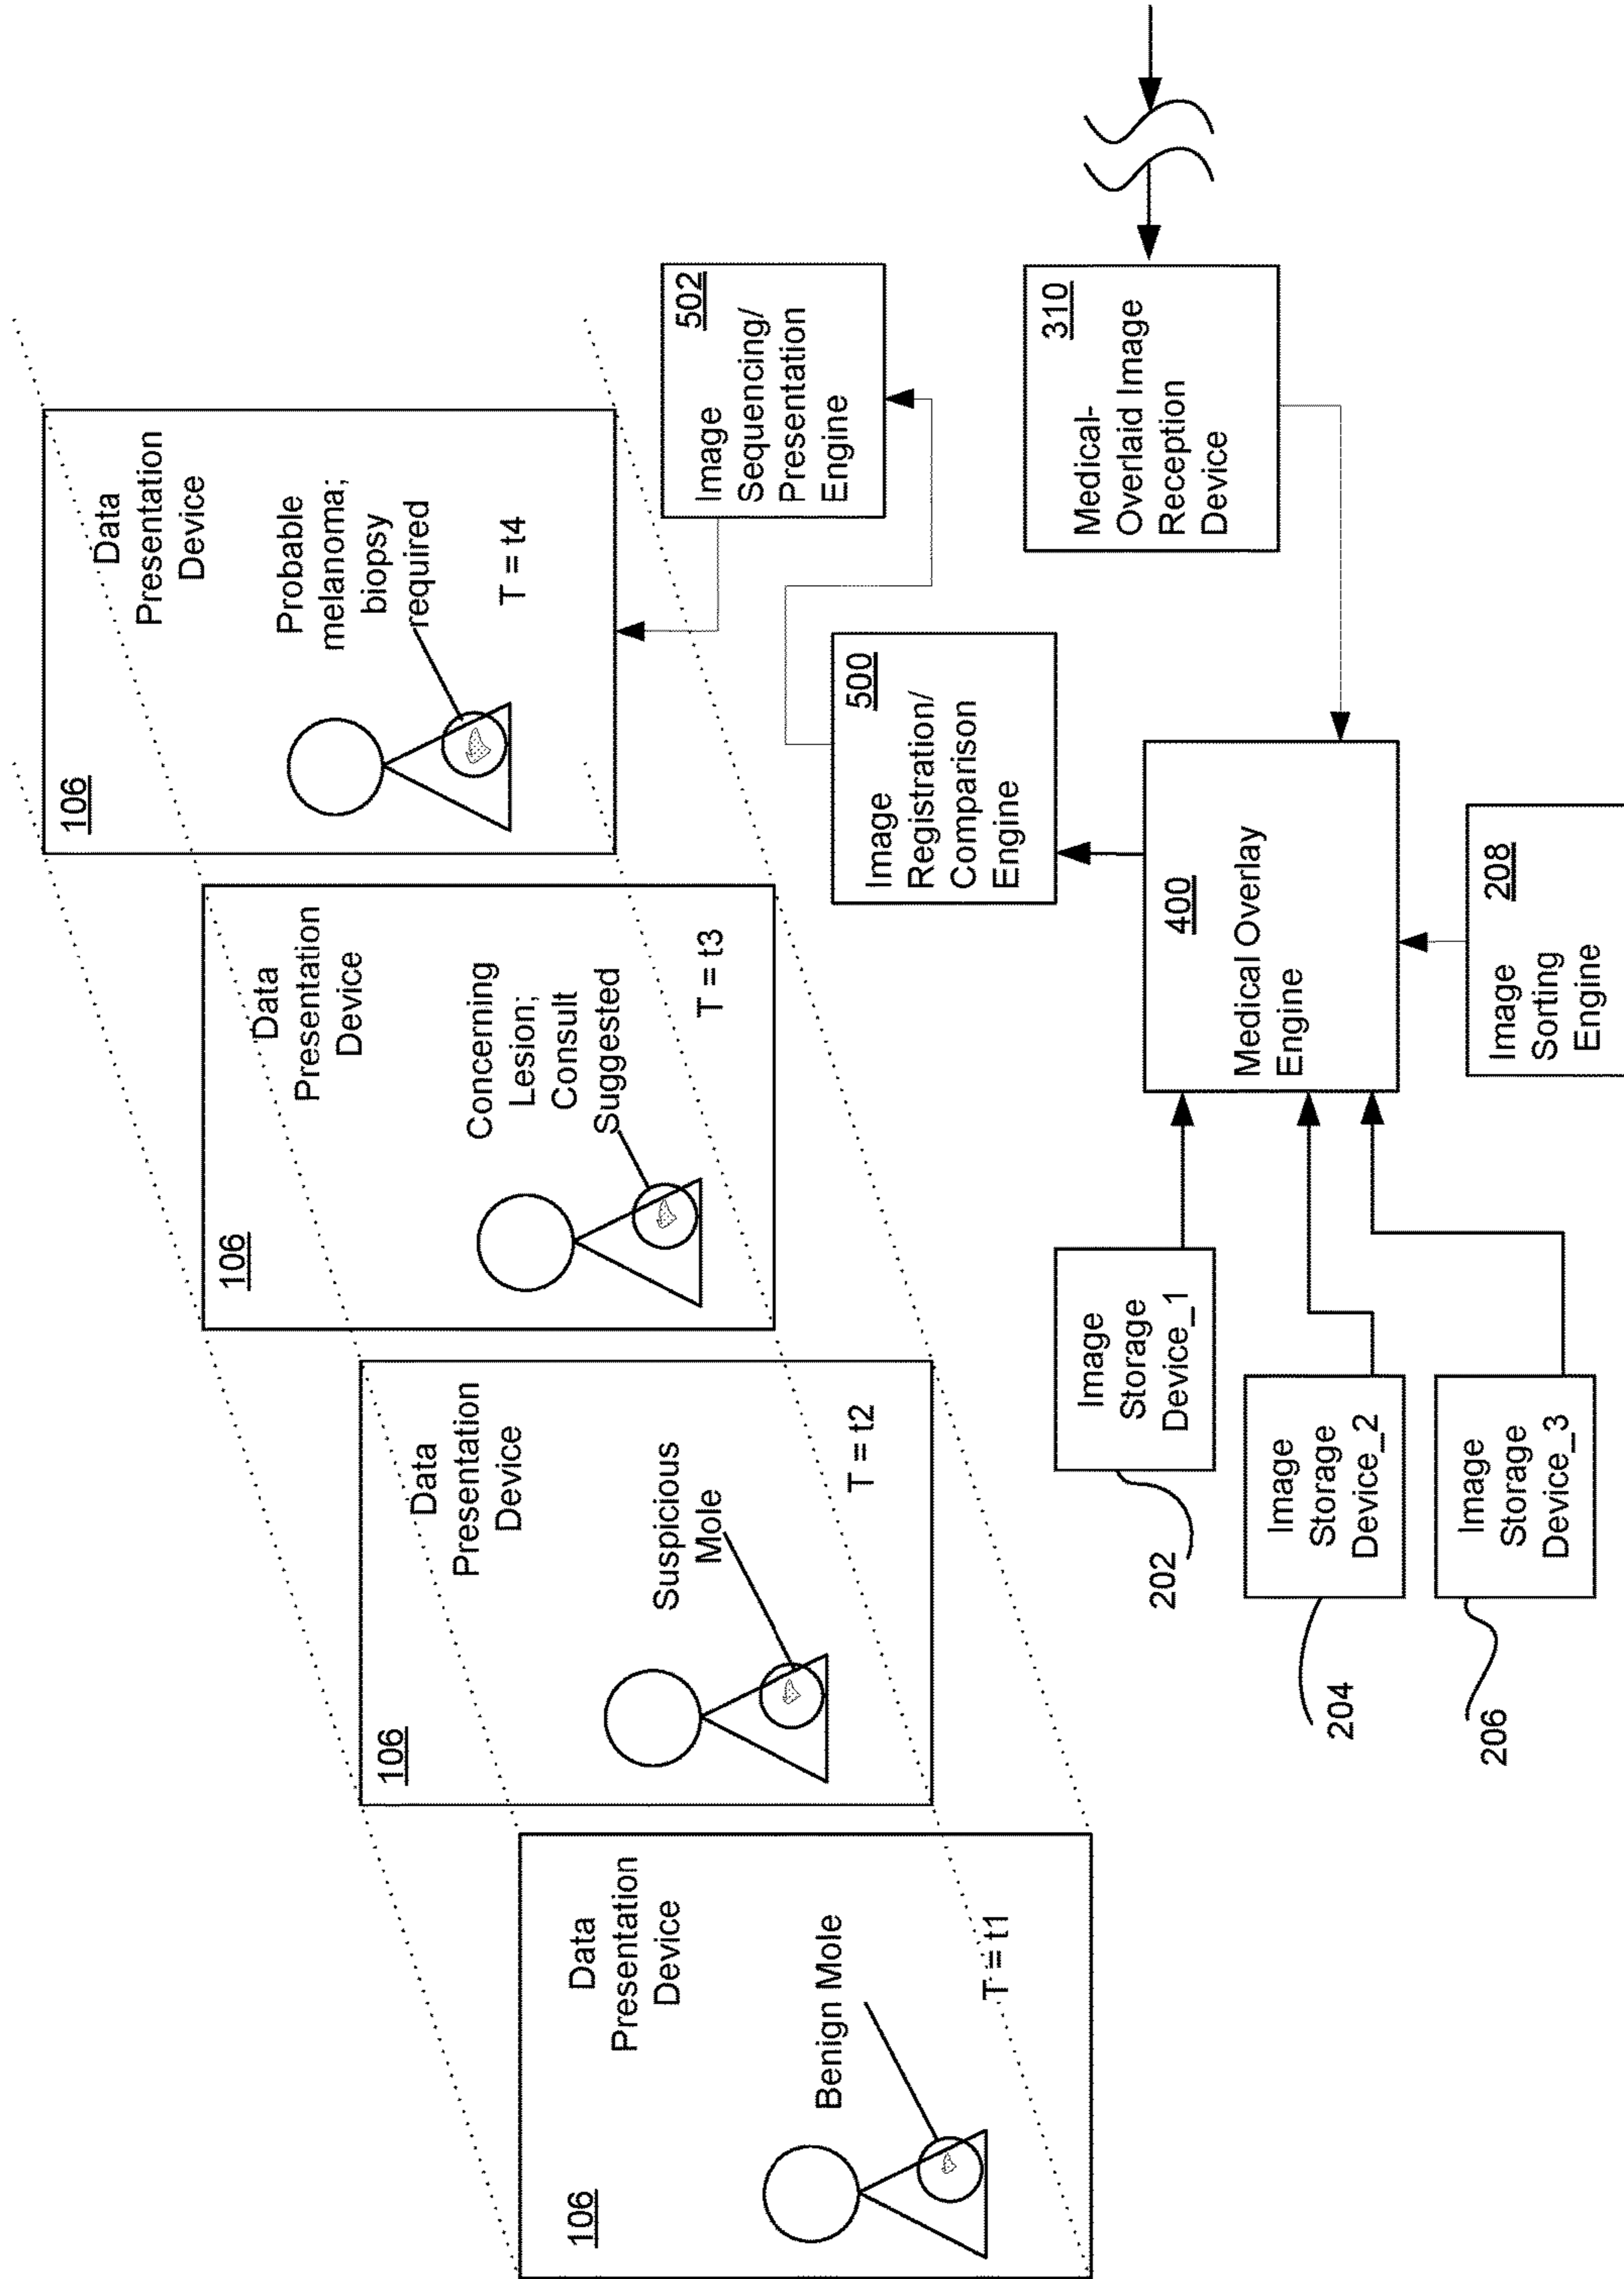 106
Data
Presentation
Device
Benign Mole
T = t1
106
Data
Presentation
Device
Suspicious
Mole
T = t2
106
Data
Presentation
Device
Concerning
Lesion;
Consult
Suggested
T = t3
106
Data
Presentation
Device
Probable
melanoma;
biopsy
required
T = t4
502
Image
Sequencing/
Presentation
Engine
500
Image
Registration/
Comparison
Engine
310
Medical-
Overlaid Image
Reception
Device
400
Medical Overlay
Engine
208
Image
Sorting
Engine
Image
Storage
Device_1
202
Image
Storage
Device_2
204
Image
Storage
Device_3
206